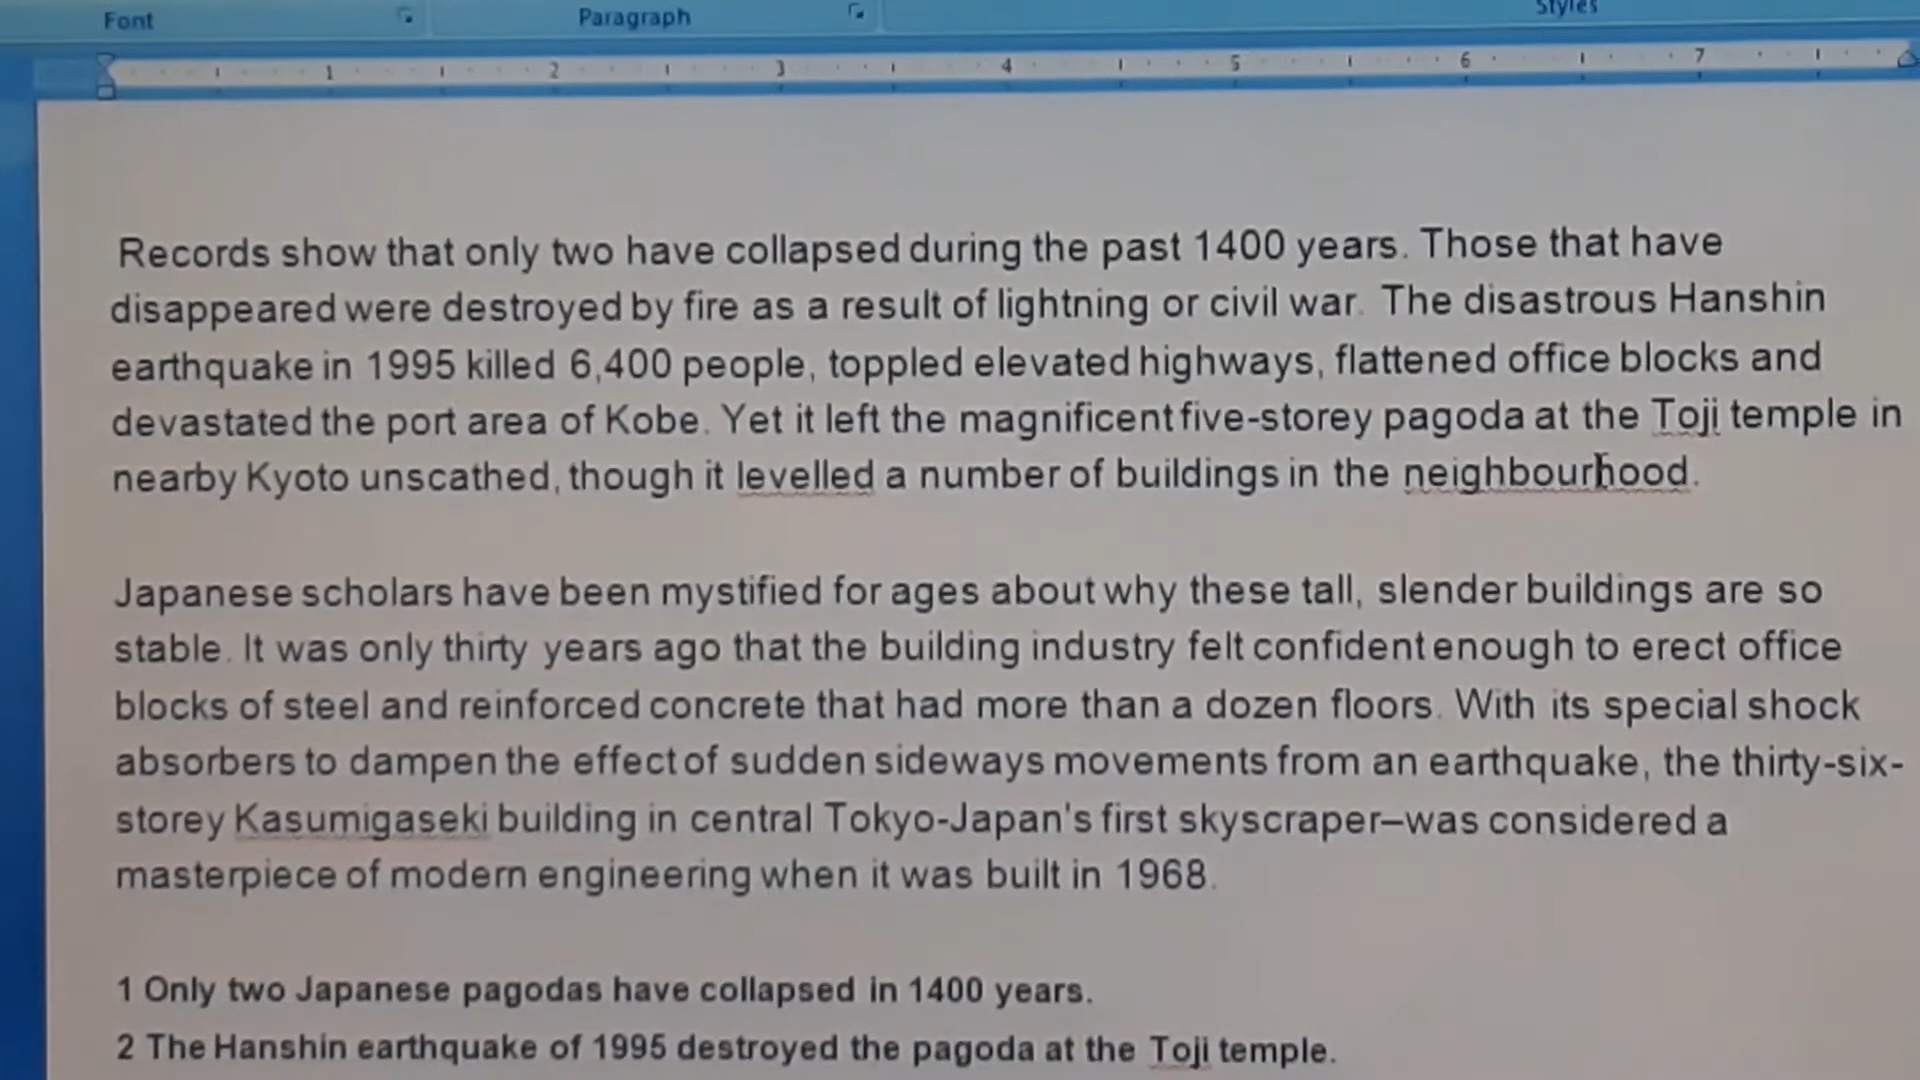 Font Paragraph Styles
1 2 3 4 5 6 7
Records show that only two have collapsed during the past 1400 years. Those that have
disappeared were destroyed by fire as a result of lightning or civil war. The disastrous Hanshin
earthquake in 1995 killed 6,400 people, toppled elevated highways, flattened office blocks and
devastated the port area of Kobe. Yet it left the magnificent five-storey pagoda at the Toji temple in
nearby Kyoto unscathed, though it levelled a number of buildings in the neighbourhood.
Japanese scholars have been mystified for ages about why these tall, slender buildings are so
stable. It was only thirty years ago that the building industry felt confident enough to erect office
blocks of steel and reinforced concrete that had more than a dozen floors. With its special shock
absorbers to dampen the effect of sudden sideways movements from an earthquake, the thirty-six-
storey Kasumigaseki building in central Tokyo-Japan's first skyscraper–was considered a
masterpiece of modern engineering when it was built in 1968.
1 Only two Japanese pagodas have collapsed in 1400 years.
2 The Hanshin earthquake of 1995 destroyed the pagoda at the Toji temple.